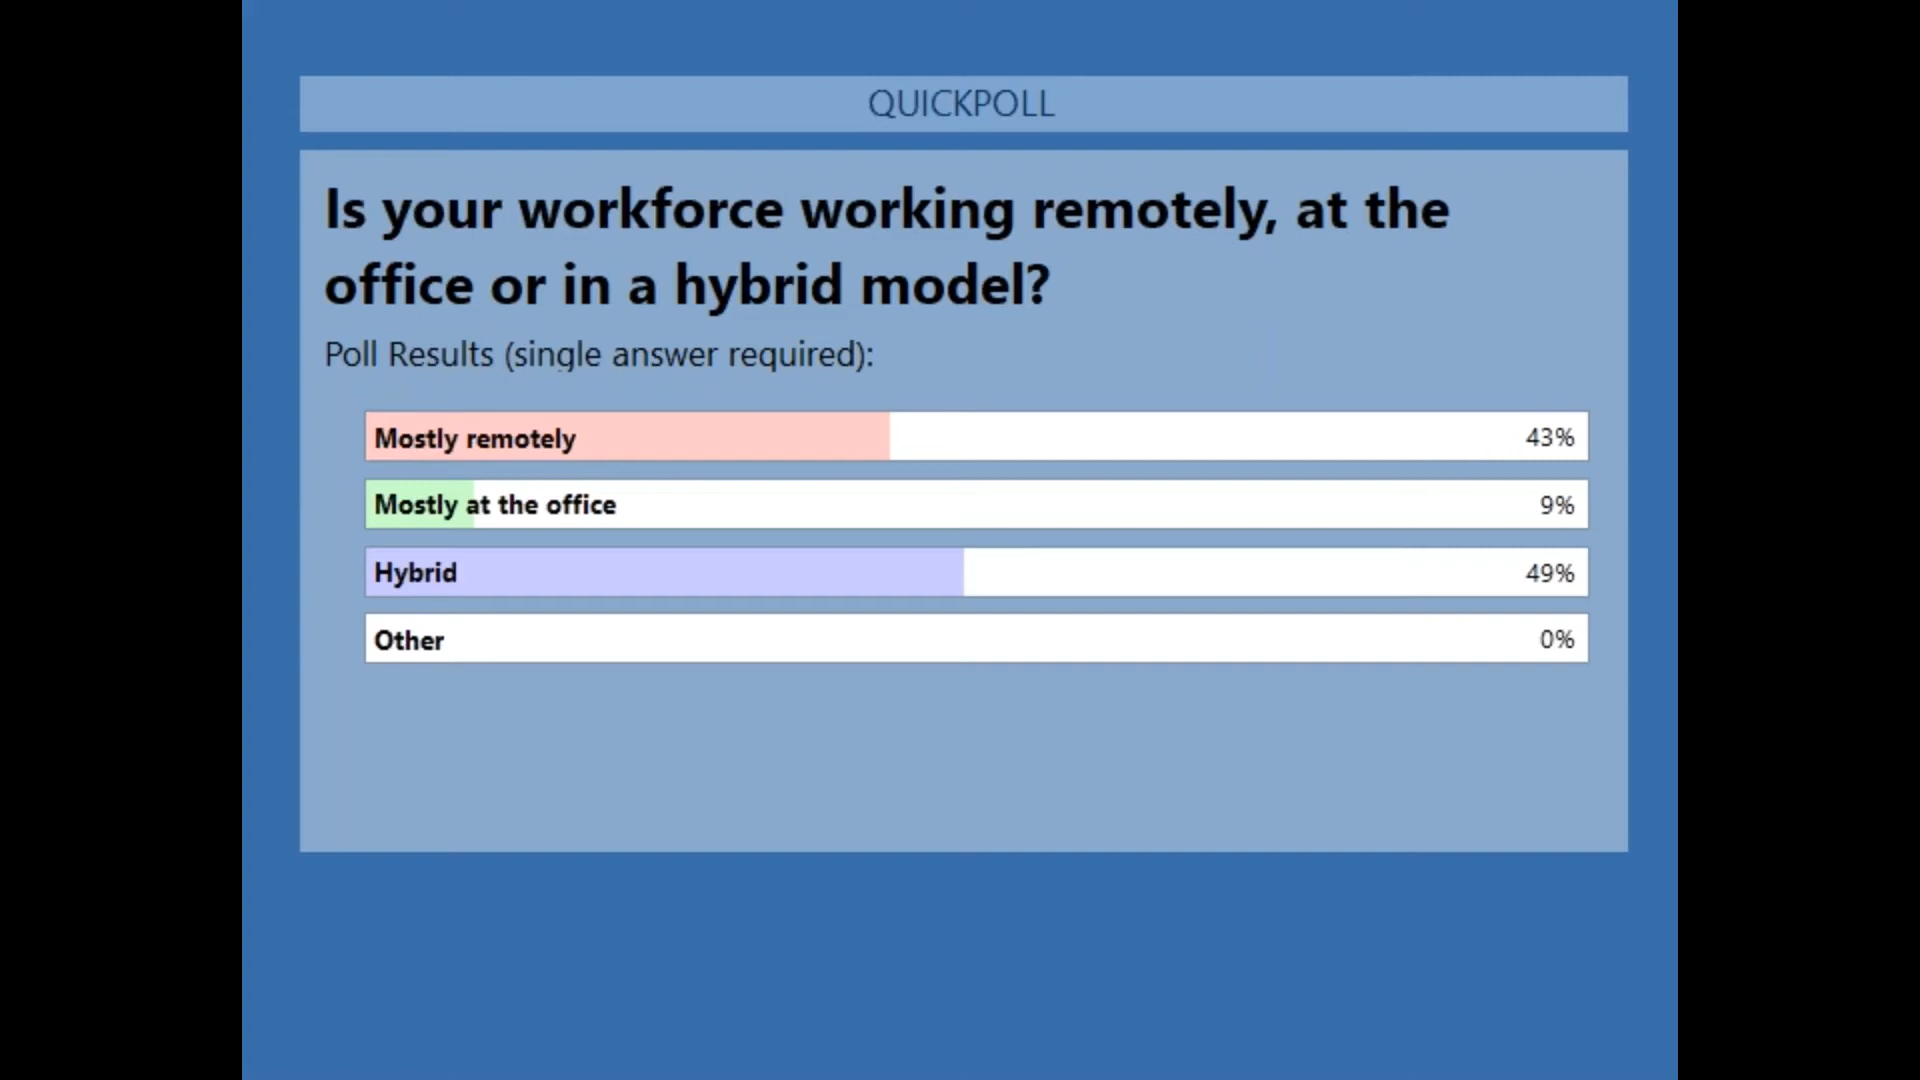 QUICKPOLL
Is your workforce working remotely, at the
office or in a hybrid model?
Poll Results (single answer required):
Mostly remotely 43%
Mostly at the office 9%
Hybrid 49%
Other 0%